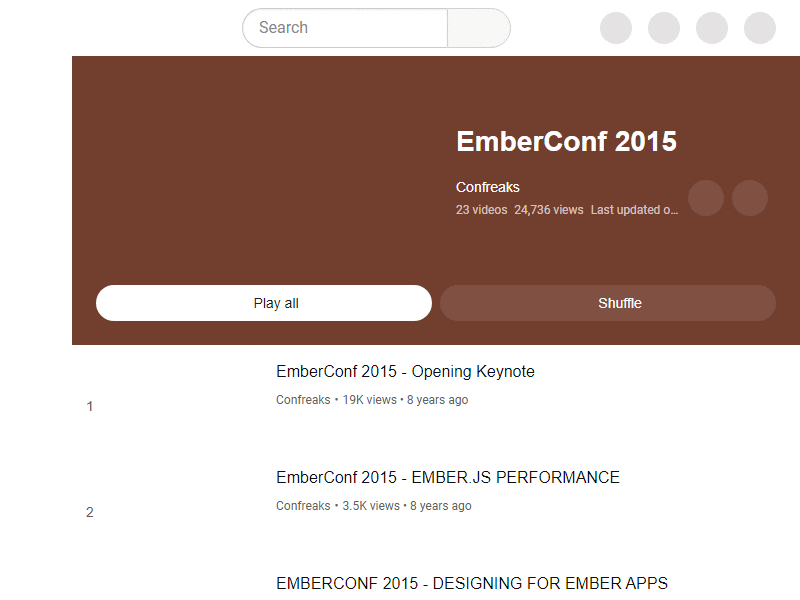 Search
EmberConf 2015
Confreaks
23 videos 24,736 views Last updated o...
Play all
Shuffle
EmberConf 2015 - Opening Keynote
Confreaks • 19K views • 8 years ago
1
EmberConf 2015 - EMBER.JS PERFORMANCE
Confreaks • 3.5K views • 8 years ago
2
EMBERCONF 2015 - DESIGNING FOR EMBER APPS